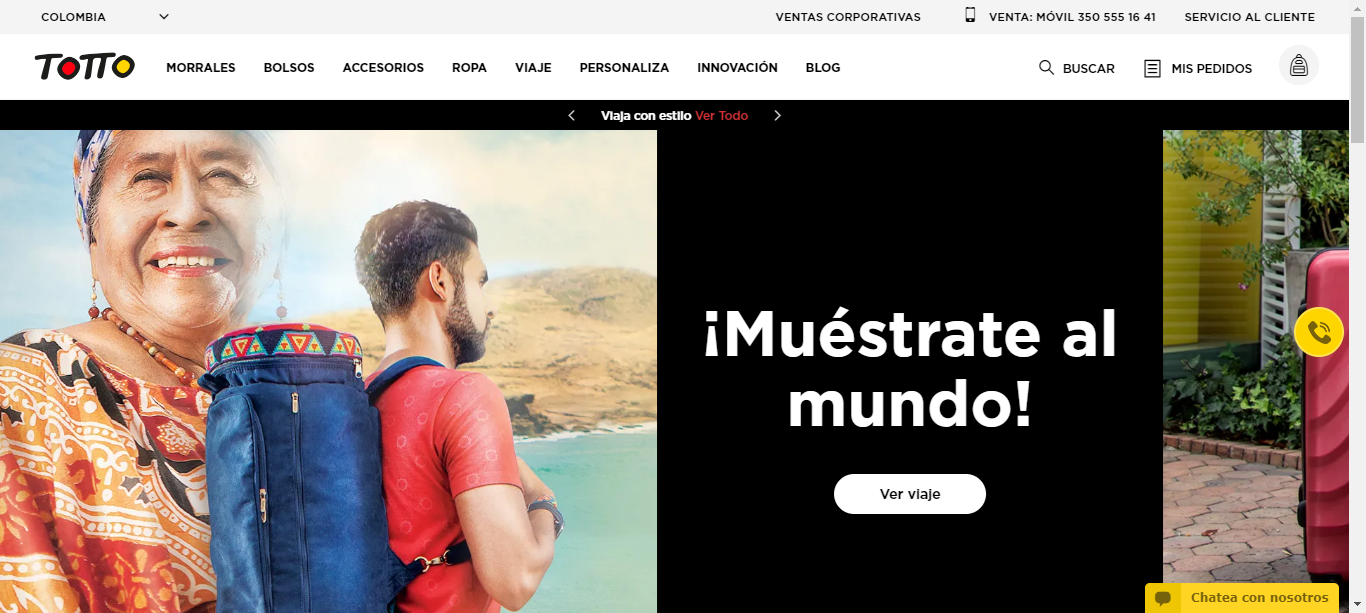 COLOMBIA
VENTAS CORPORATIVAS
VENTA: MÓVIL 350 555 16 41
SERVICIO AL CLIENTE
TOTTO
MORRALES
BOLSOS
ACCESORIOS
ROPA
VIAJE
PERSONALIZA
INNOVACIÓN
BLOG
BUSCAR
MIS PEDIDOS
Viaja con estilo Ver Todo
¡Muéstrate al
mundo!
Ver viaje
Chatea con nosotros